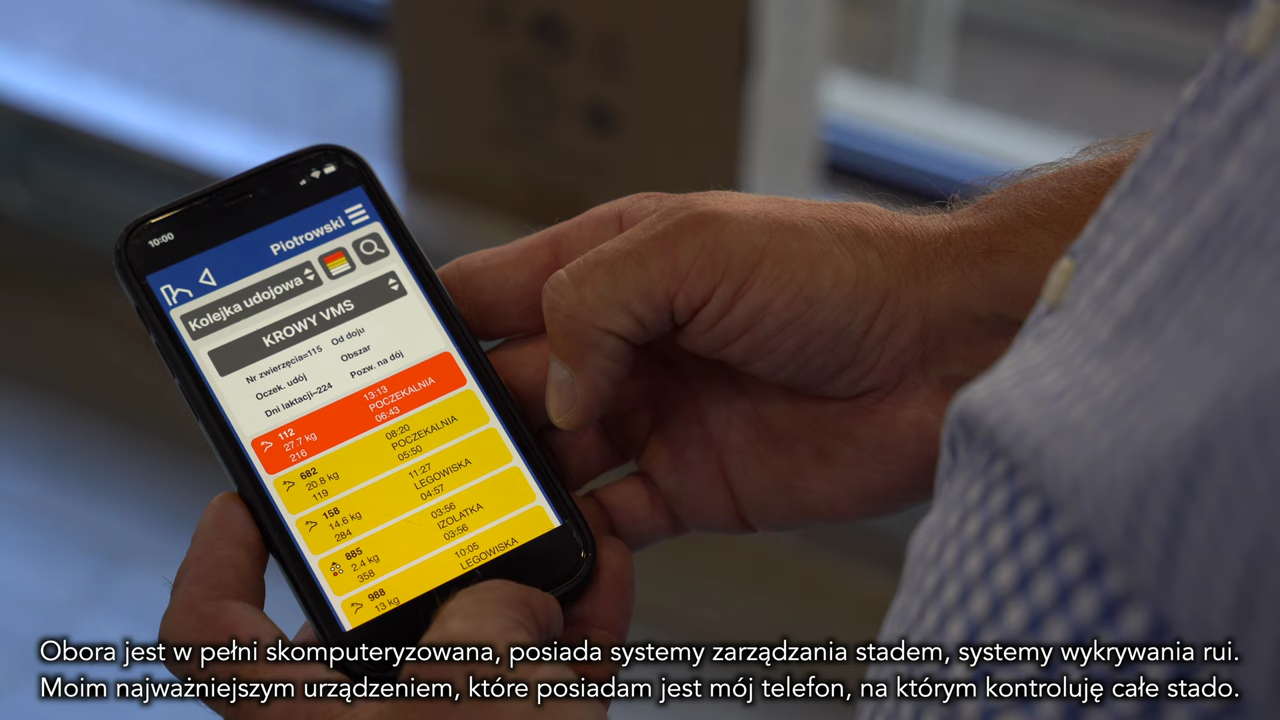 10:00
Piotrowski
Kolejka udojowa
KROWY VMS
Nr zwierzęcia=115 Od doju
Oczek. udój Obszar
Dni laktacji~224 Pozw. na dój
112 13:13
27.7 kg POCZEKALNIA
216 06:43
682 08:20
20.8 kg POCZEKALNIA
119 05:50
158 11:27
14.6 kg LEGOWISKA
284 04:57
885 03:56
2.4 kg IZOLATKA
358 03:56
988 10:05
13 kg LEGOWISKA
Obora jest w pełni skomputeryzowana, posiada systemy zarządzania stadem, systemy wykrywania rui.
Moim najważniejszym urządzeniem, które posiadam jest mój telefon, na którym kontroluję całe stado.